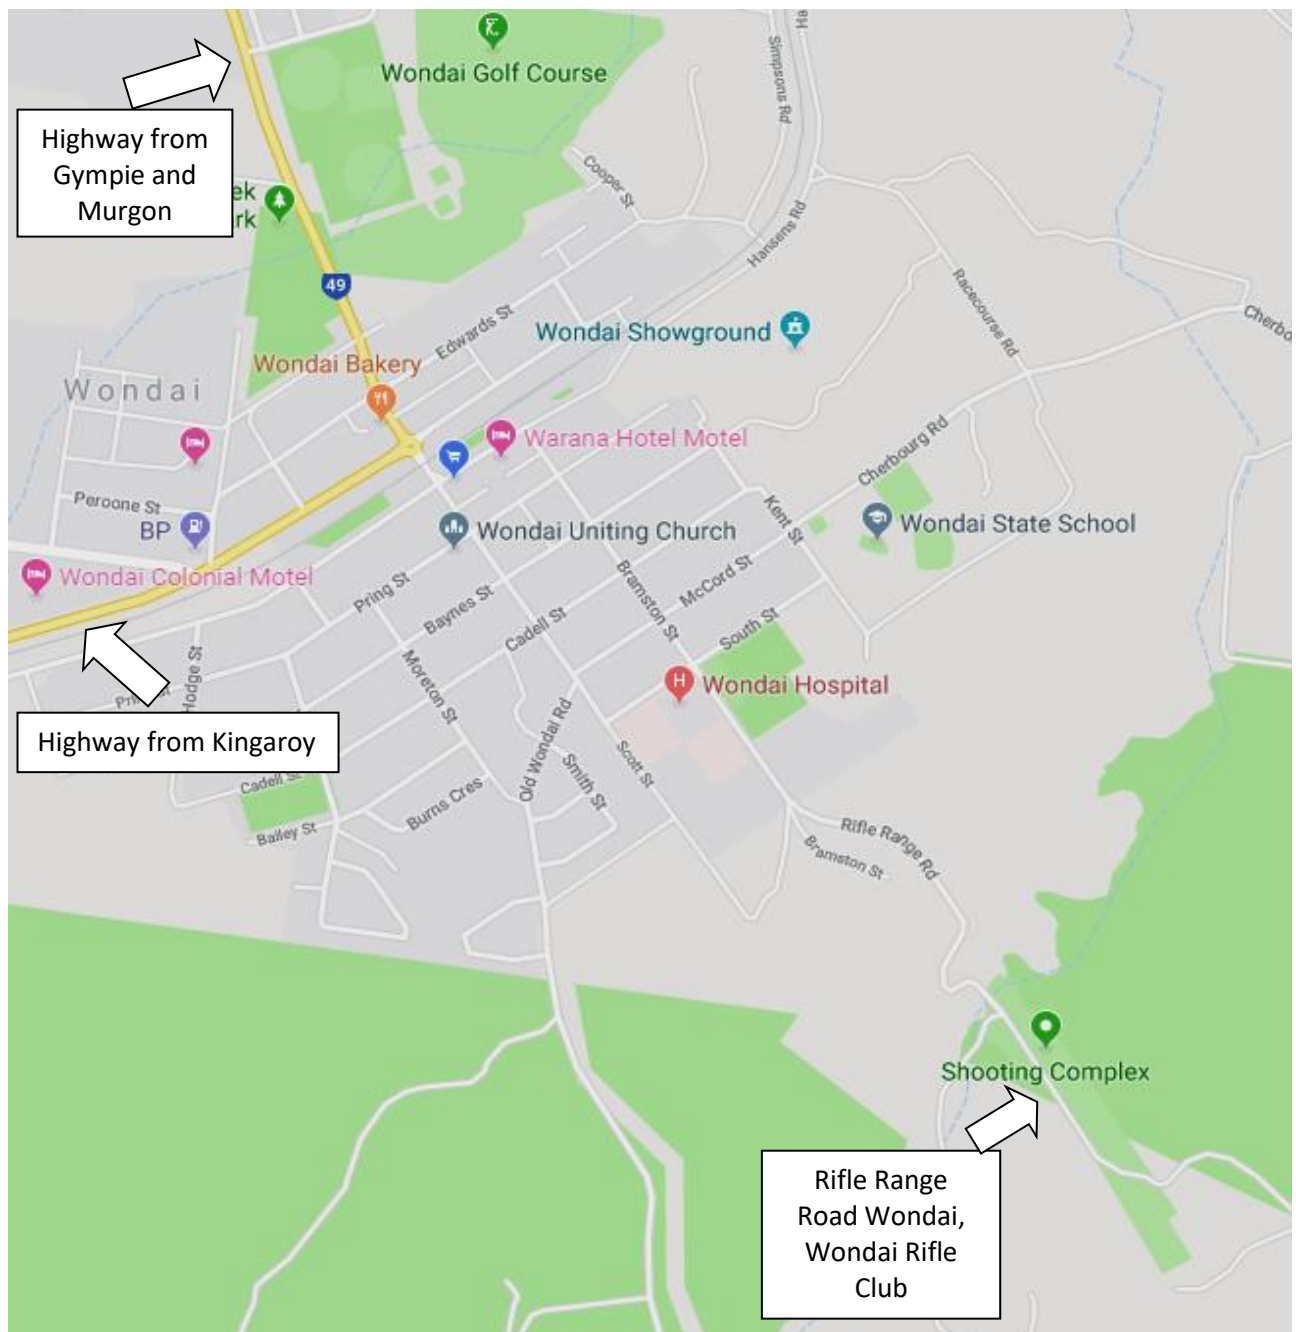 Wondai Golf Course
Simpsons Rd
Ha
Highway from
Gympie and
Murgon
ek
rk
Cooper St
Hansens Rd
49
Racecourse Rd
Cherbo
Edwards St
Wondai Showground
Wondai Bakery
Wondai
Warana Hotel Motel
Cherbourg Rd
Peroone St
BP
Kent St
Wondai State School
Wondai Uniting Church
Wondai Colonial Motel
Pring St
Baynes St
Bramston St
McCord St
Cadell St
South St
Hodge St
Moreton St
H
Wondai Hospital
Highway from Kingaroy
Old Wondai Rd
Scott St
Smith St
Cadell St
Burns Cres
Bailey St
Rifle Range Rd
Bramston St
Shooting Complex
Rifle Range
Road Wondai,
Wondai Rifle
Club